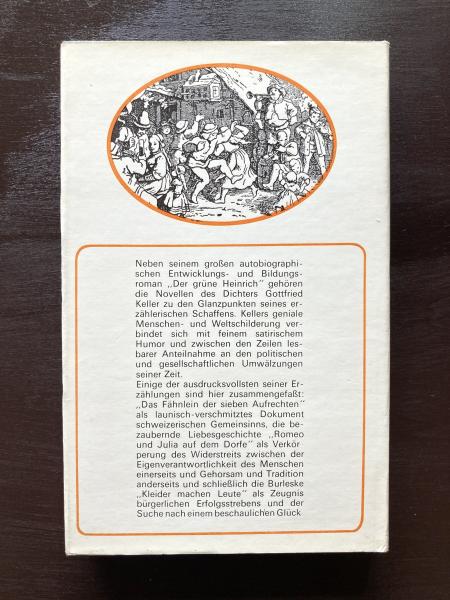 Neben seinem großen autobiographi-
schen Entwicklungs- und Bildungs-
roman „Der grüne Heinrich" gehören
die Novellen des Dichters Gottfried
Keller zu den Glanzpunkten seines er-
zählerischen Schaffens. Kellers geniale
Menschen- und Weltschilderung ver-
bindet sich mit feinem satirischem
Humor und zwischen den Zeilen les-
barer Anteilnahme an den politischen
und gesellschaftlichen Umwälzungen
seiner Zeit.
Einige der ausdrucksvollsten seiner Er-
zählungen sind hier zusammengefaßt:
„Das Fähnlein der sieben Aufrechten"
als launisch-verschmitztes Dokument
schweizerischen Gemeinsinns, die be-
zaubernde Liebesgeschichte „Romeo
und Julia auf dem Dorfe" als Verkör-
perung des Widerstreits zwischen der
Eigenverantwortlichkeit des Menschen
einerseits und Gehorsam und Tradition
anderseits und schließlich die Burleske
„Kleider machen Leute" als Zeugnis
bürgerlichen Erfolgsstrebens und der
Suche nach einem beschaulichen Glück